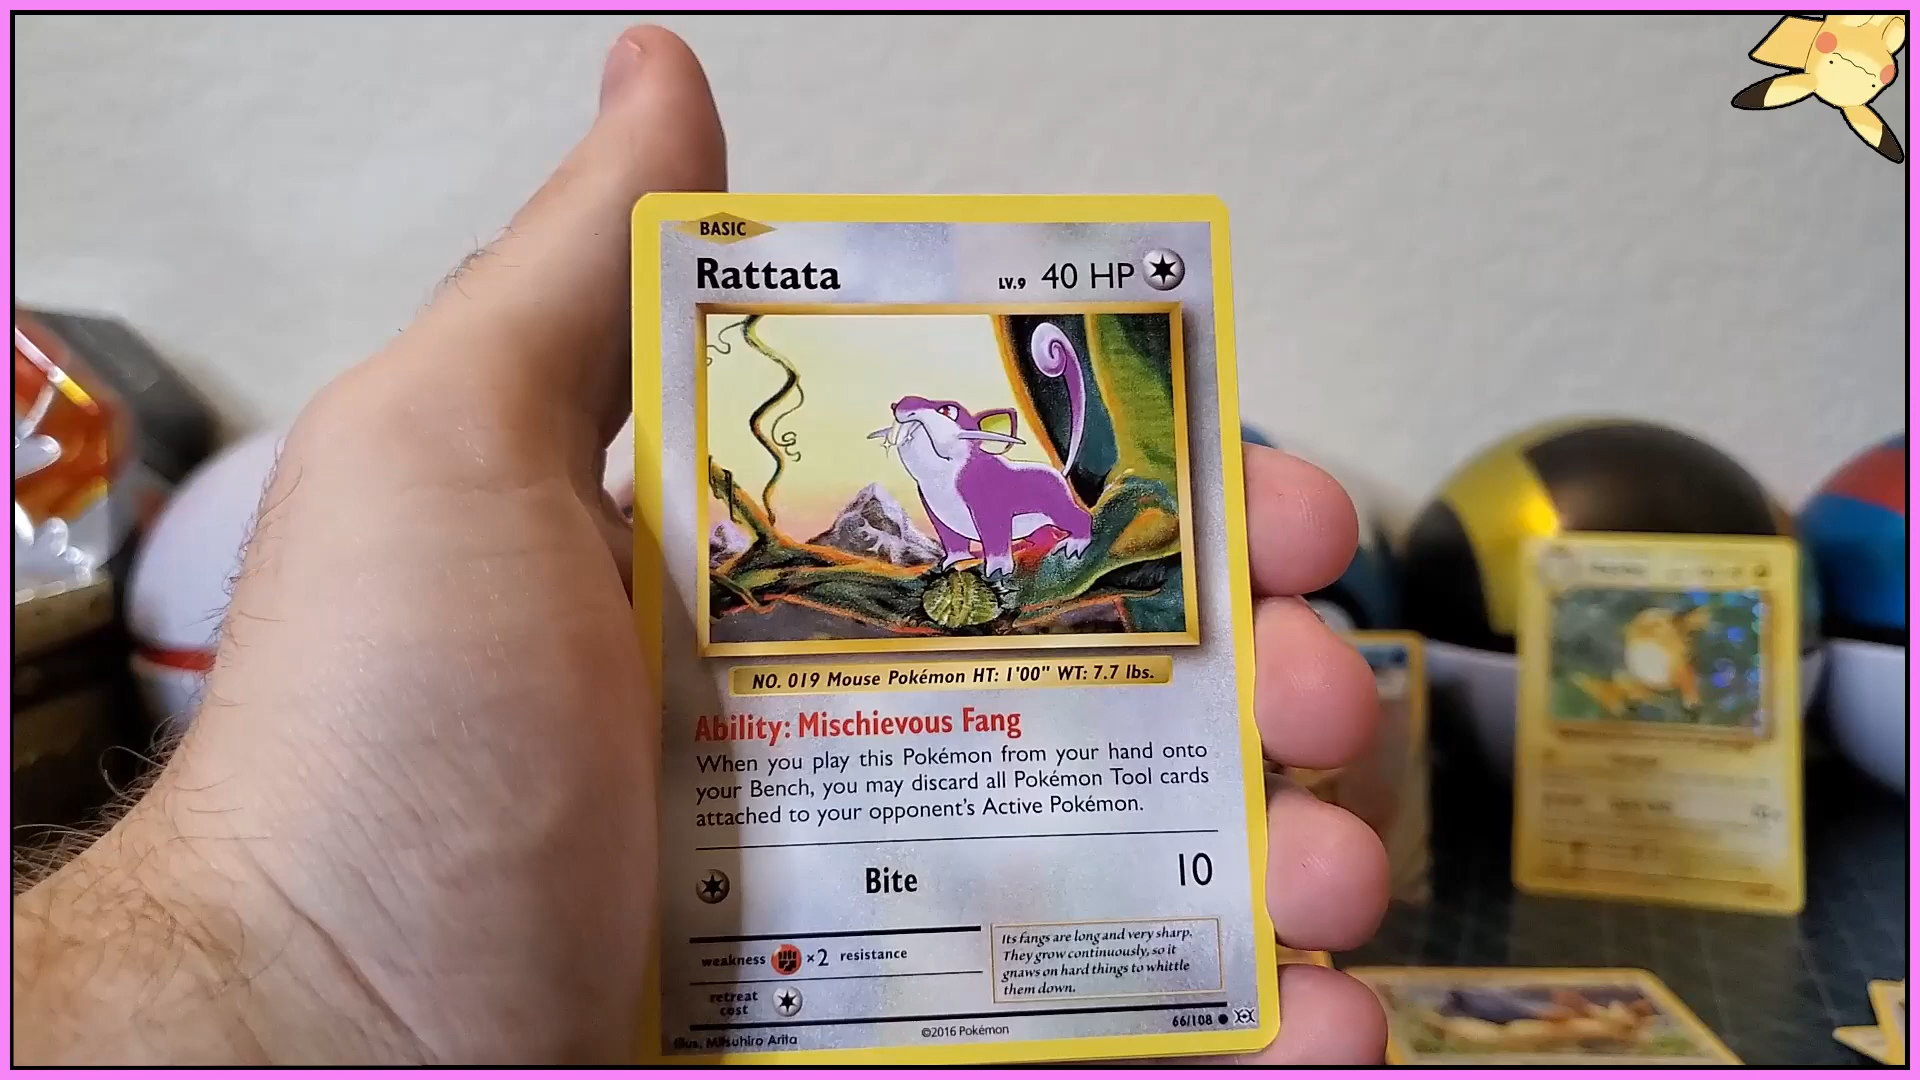 BASIC
Rattata LV.9 40 HP
NO. 019 Mouse Pokémon HT: 1'00" WT: 7.7 lbs.
Ability: Mischievous Fang
When you play this Pokémon from your hand onto
your Bench, you may discard all Pokémon Tool cards
attached to your opponent's Active Pokémon.
Bite 10
weakness ×2 resistance
retreat
cost
Its fangs are long and very sharp.
They grow continuously, so it
gnaws on hard things to whittle
them down.
Illus. Mitsuhiro Arita
©2016 Pokémon
66/108